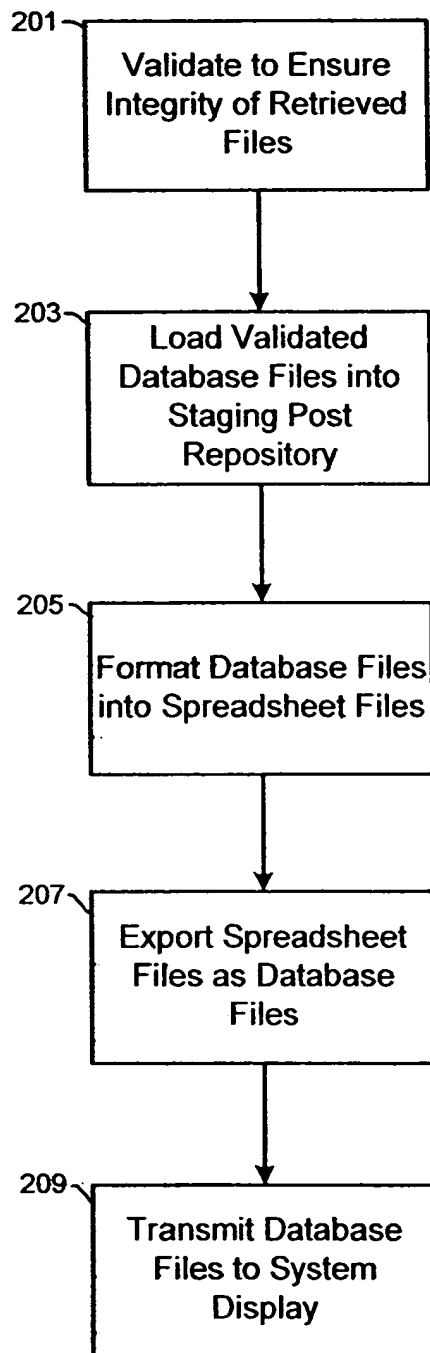 201
Validate to Ensure
Integrity of Retrieved
Files
203
Load Validated
Database Files into
Staging Post
Repository
205
Format Database Files
into Spreadsheet Files
207
Export Spreadsheet
Files as Database
Files
209
Transmit Database
Files to System
Display